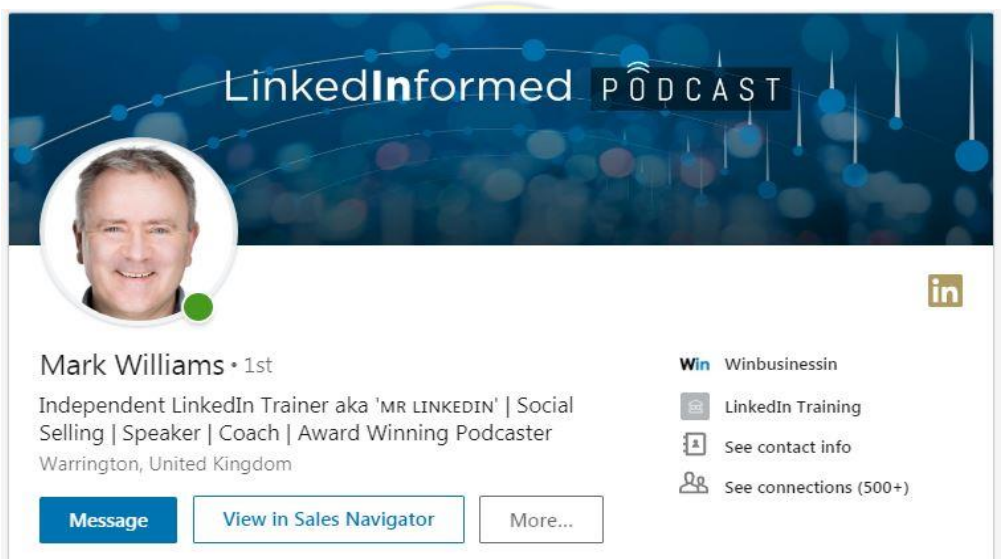 LinkedInformed PODCAST
in
Mark Williams • 1st
Independent LinkedIn Trainer aka 'MR LINKEDIN' | Social
Selling | Speaker | Coach | Award Winning Podcaster
Warrington, United Kingdom
Message
View in Sales Navigator
More...
Win Winbusinessin
LinkedIn Training
See contact info
See connections (500+)